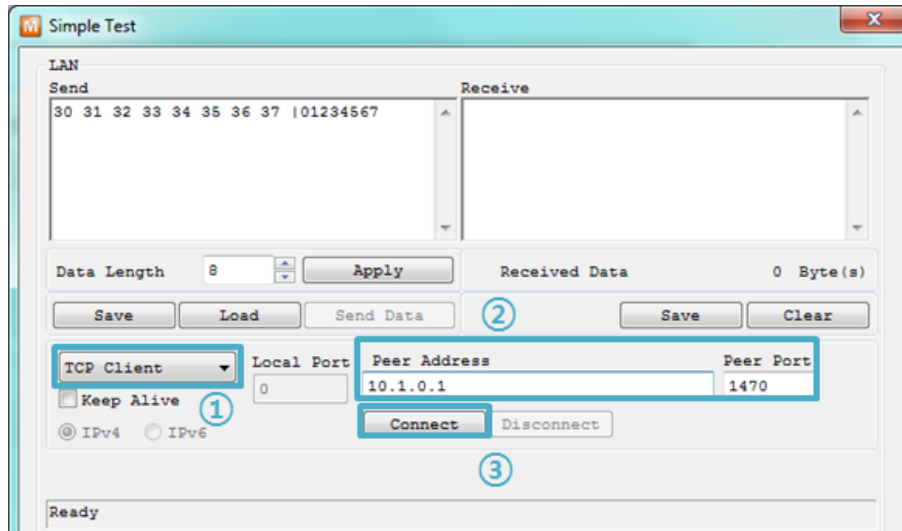 M Simple Test
x
LAN
Send
Receive
30 31 32 33 34 35 36 37 |01234567
Data Length 8 Apply
Received Data 0 Byte(s)
Save Load Send Data
②
Save Clear
TCP Client
Local Port
Peer Address
Peer Port
0
10.1.0.1
1470
Keep Alive
①
IPv4 IPv6
Connect Disconnect
③
Ready